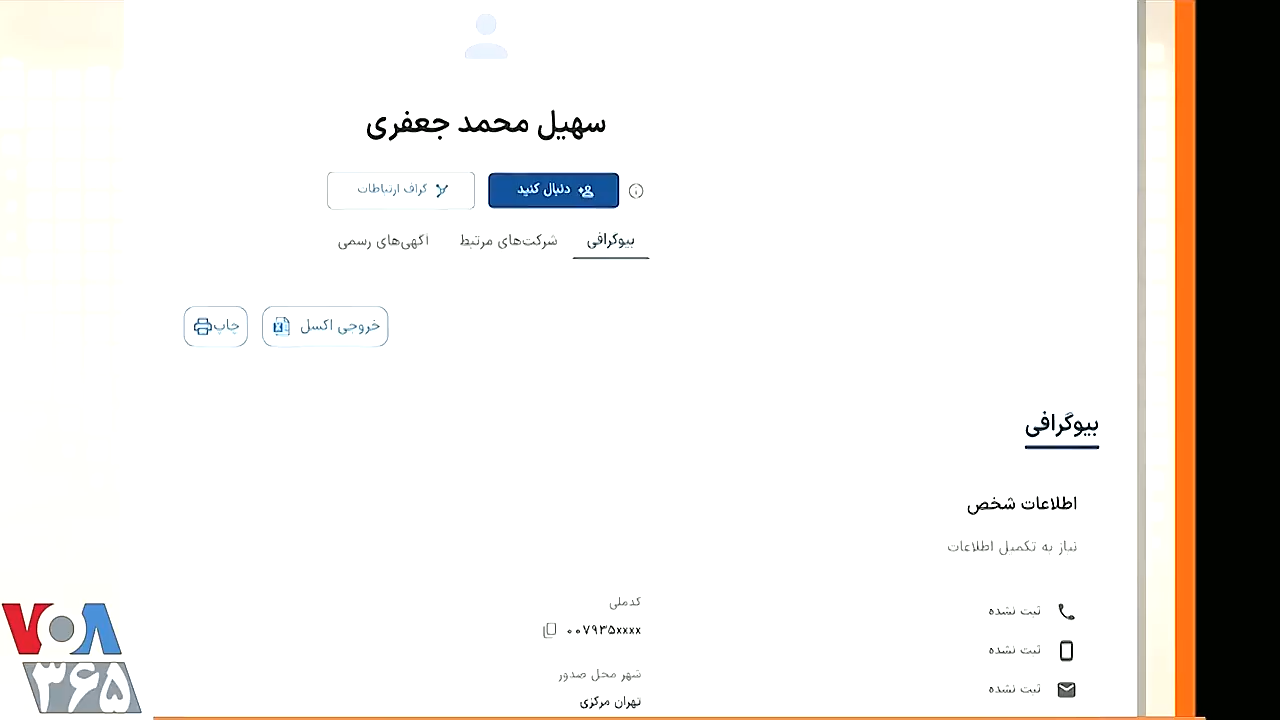 سهیل محمد جعفری
دنبال کنید
گراف ارتباطات
بیوگرافی
شرکت‌های مرتبط
آگهی‌های رسمی
خروجی اکسل
چاپ
بیوگرافی
اطلاعات شخص
نیاز به تکمیل اطلاعات
ثبت نشده
ثبت نشده
ثبت نشده
کدملی
۰۰۷۹۳۵xxxx
شهر محل صدور
تهران مرکزی
VOA
۳۶۵